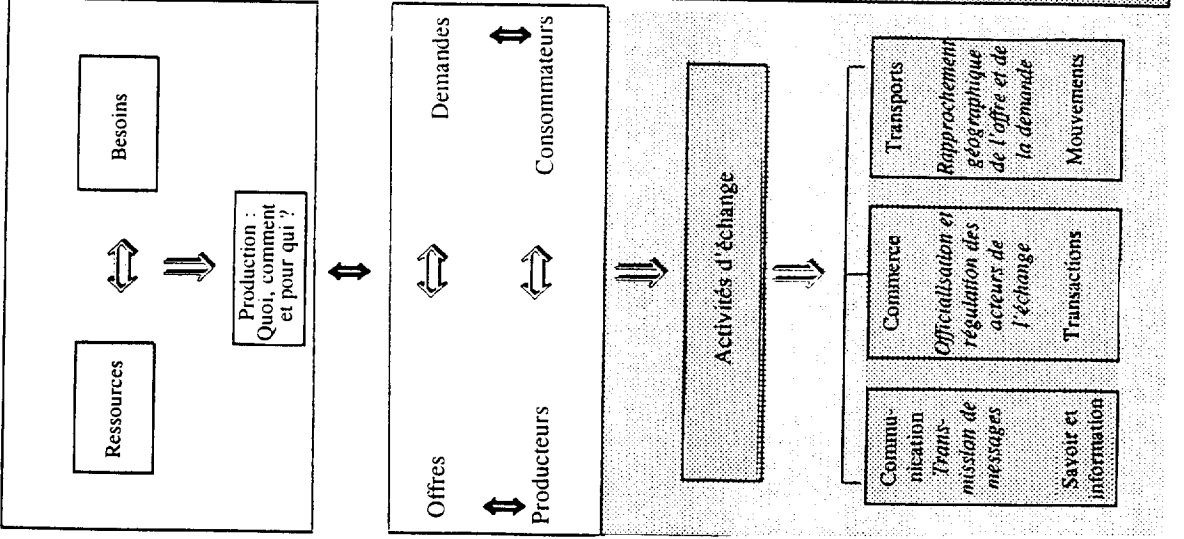 Ressources
Besoins
Production :
Quoi, comment
et pour qui ?
Offres
Demandes
Producteurs
Consommateurs
Activités d'échange
Commu-
nication
Trans-
mission de
messages
Savoir et
information
Commerce
Officialisation et
régulation des
acteurs de
l'échange
Transactions
Transports
Rapprochement
géographique
de l'offre et de
la demande
Mouvements